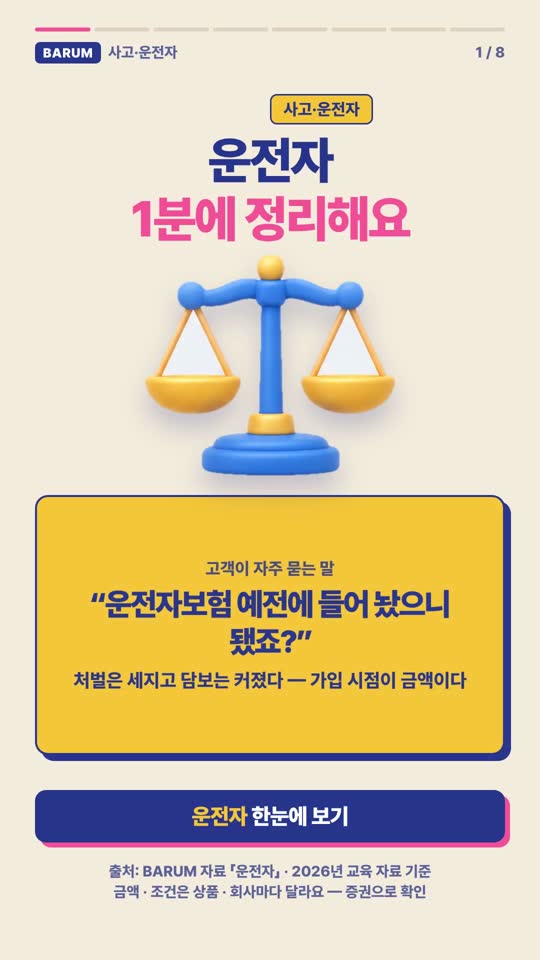 BARUM 사고·운전자 1 / 8
사고·운전자
운전자
1분에 정리해요
고객이 자주 묻는 말
“운전자보험 예전에 들어 놨으니
됐죠?”
처벌은 세지고 담보는 커졌다 — 가입 시점이 금액이다
운전자 한눈에 보기
출처: BARUM 자료 『운전자』 · 2026년 교육 자료 기준
금액 · 조건은 상품 · 회사마다 달라요 — 증권으로 확인